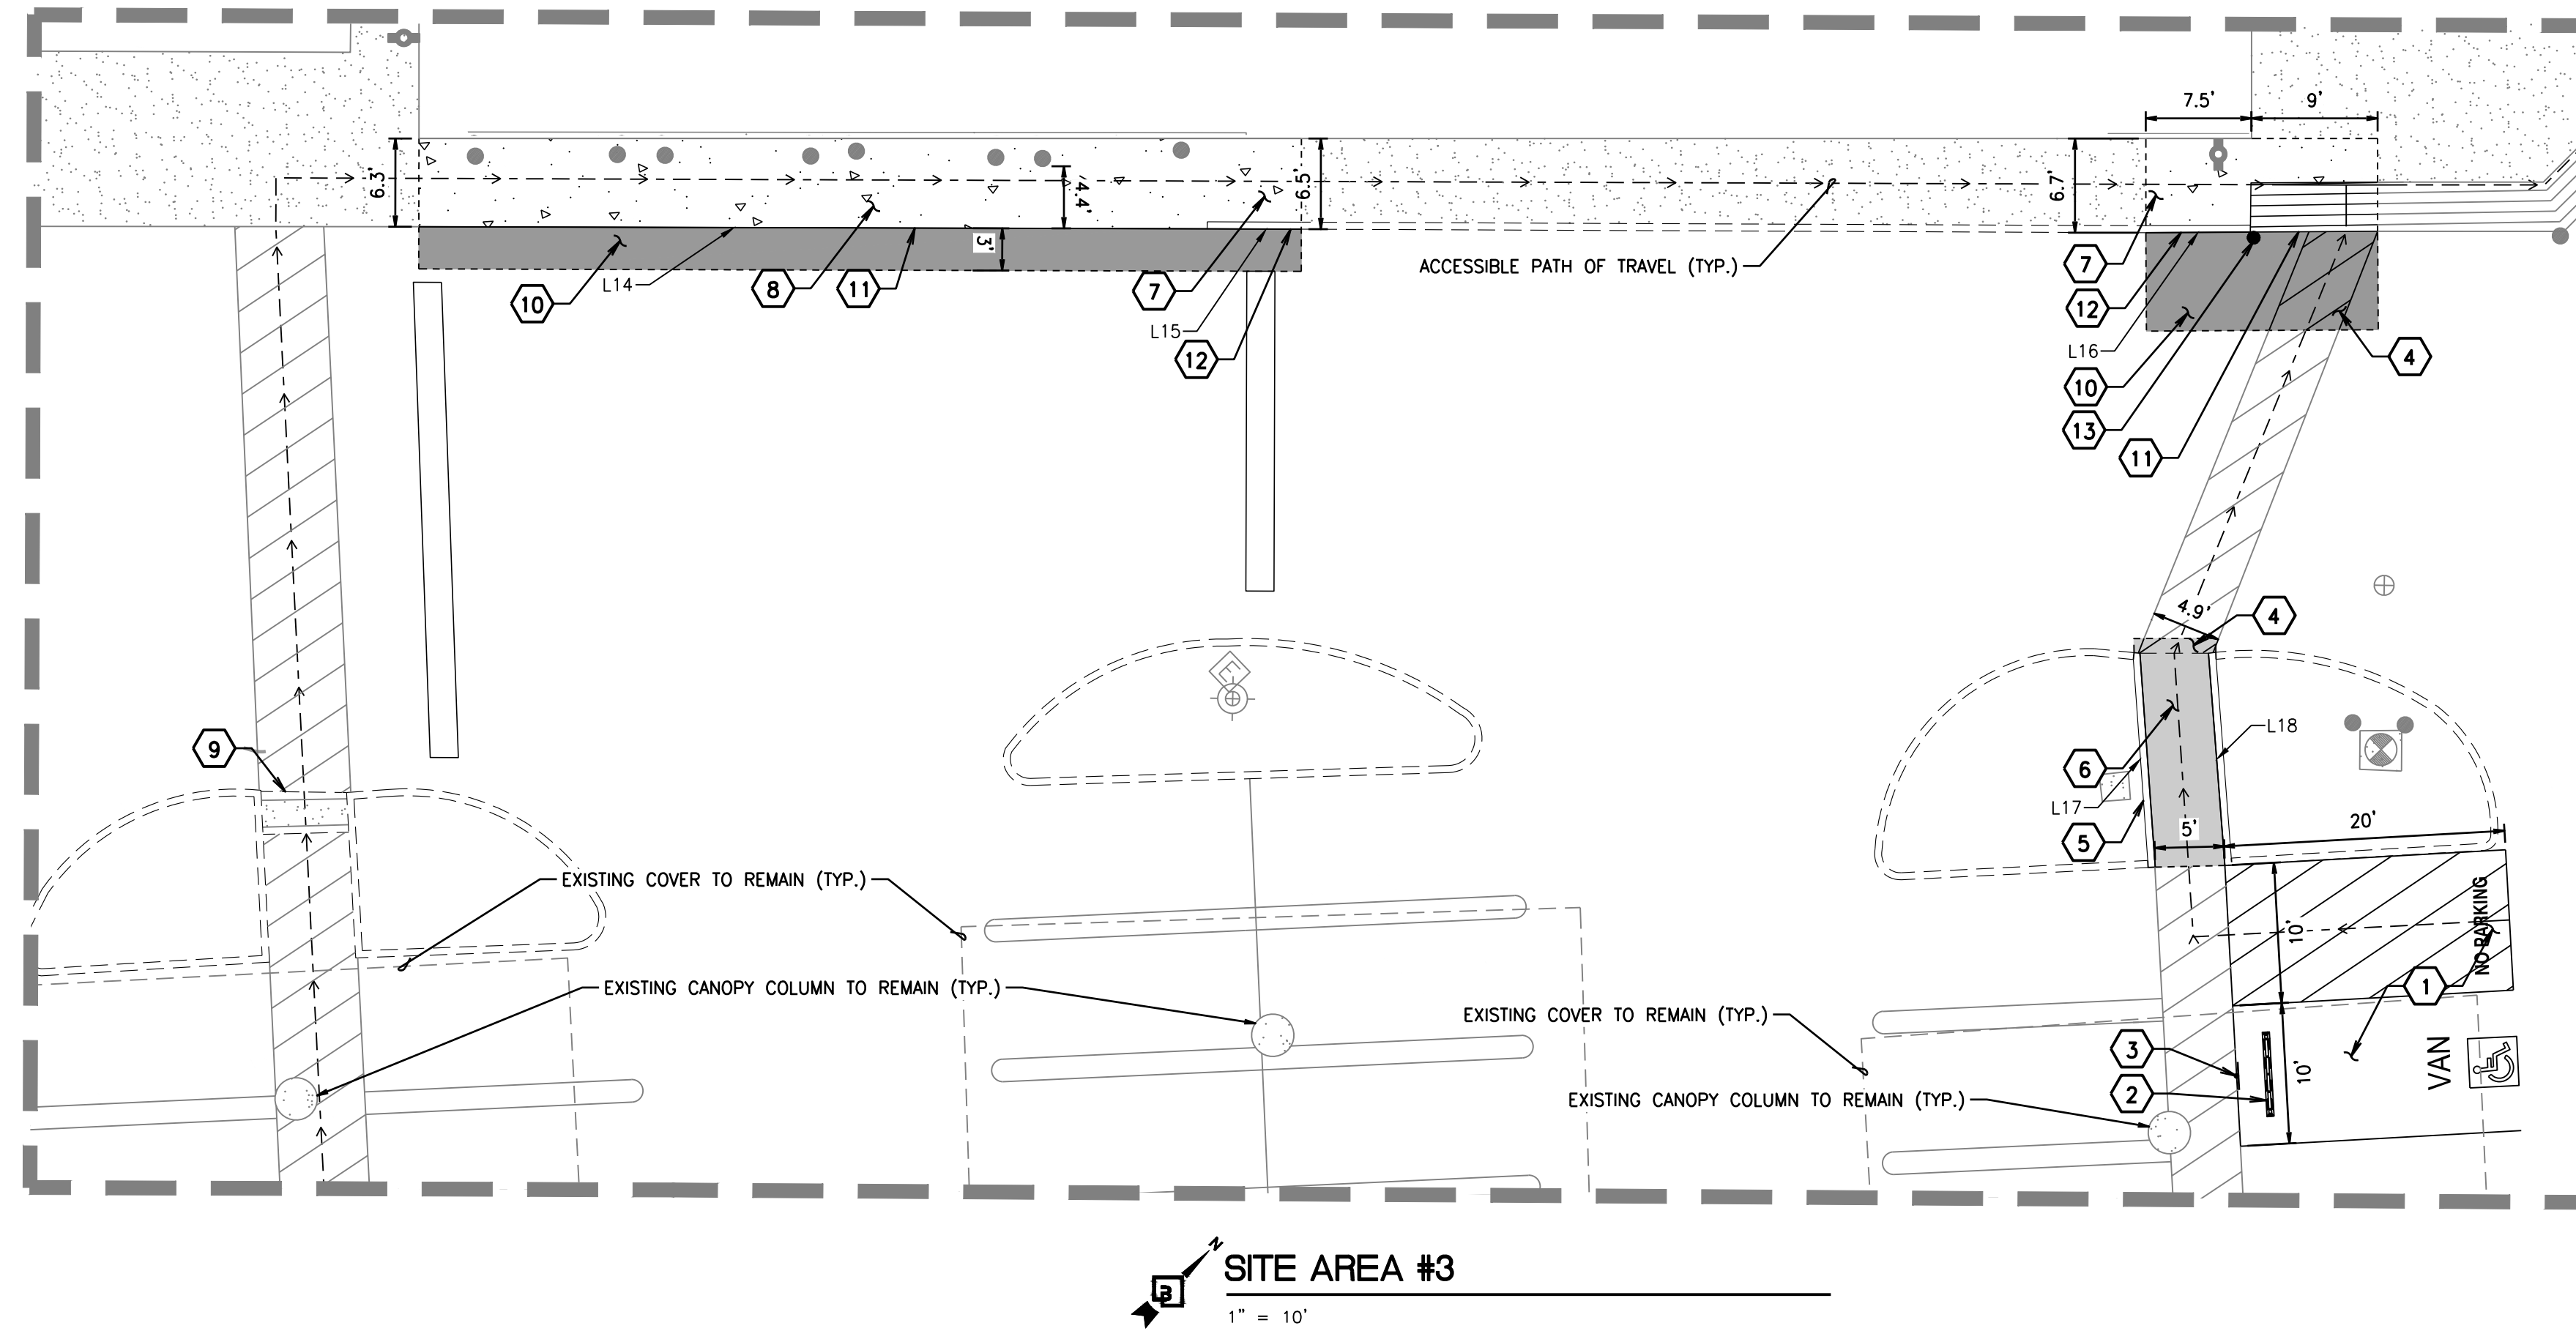 7.5'
9'
6.3'
4.4'
6.5'
6.7'
3'
ACCESSIBLE PATH OF TRAVEL (TYP.)
7
10
L14
8
11
7
12
L15
12
L16
10
4
13
11
4.9'
4
9
L18
6
L17
5
5'
20'
EXISTING COVER TO REMAIN (TYP.)
NO PARKING
10'
EXISTING CANOPY COLUMN TO REMAIN (TYP.)
1
EXISTING COVER TO REMAIN (TYP.)
3
VAN
10'
2
EXISTING CANOPY COLUMN TO REMAIN (TYP.)
N
B
SITE AREA #3
1" = 10'